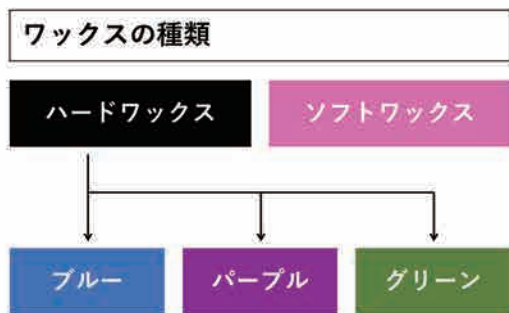 ワックスの種類
ハードワックス
ソフトワックス
ブルー
パープル
グリーン